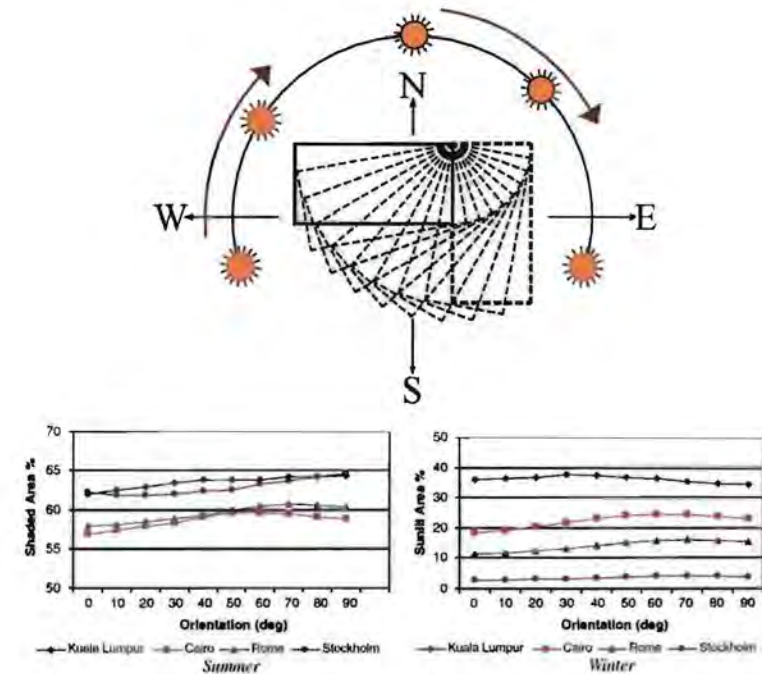 N
W
E
S
70
65
60
55
50
Shaded Area %
0 10 20 30 40 50 60 70 80 90
Orientation (deg)
Kuala Lumpur Cairo Rome Stockholm
Summer
50
40
30
20
10
0
Sunlit Area %
0 10 20 30 40 50 60 70 80 90
Orientation (deg)
Kuala Lumpur Cairo Rome Stockholm
Winter